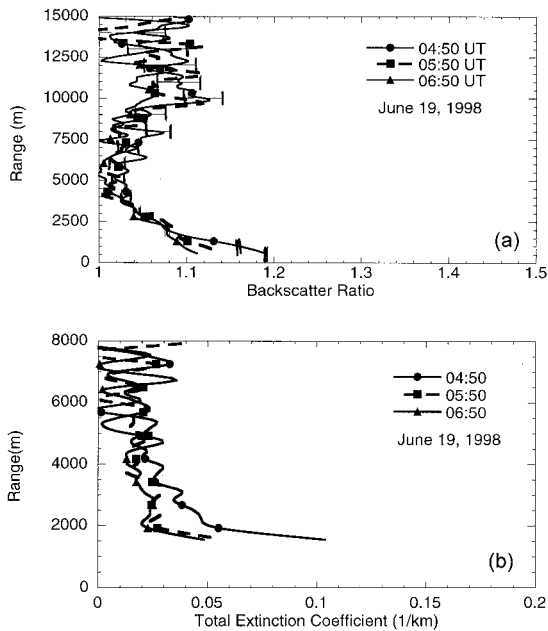 15000
12500
10000
7500
5000
2500
0
Range (m)
04:50 UT
05:50 UT
06:50 UT
June 19, 1998
(a)
1 1.1 1.2 1.3 1.4 1.5
Backscatter Ratio
8000
6000
4000
2000
0
Range(m)
04:50
05:50
06:50
June 19, 1998
(b)
0 0.05 0.1 0.15 0.2
Total Extinction Coefficient (1/km)